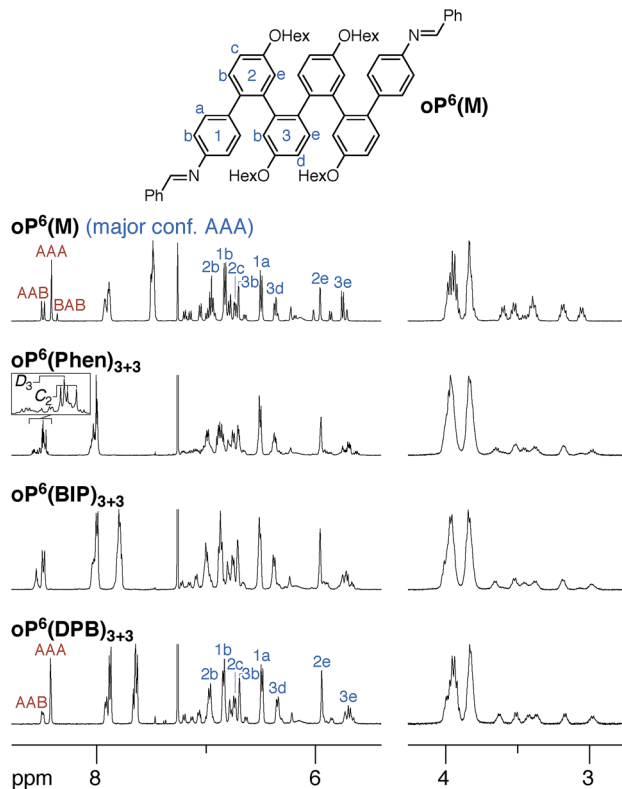 Ph
OHex
OHex
N
c
b
2
e
oP⁶(M)
a
b
1
b
3
e
d
N
HexO
HexO
Ph
oP⁶(M) (major conf. AAA)
AAA
AAB
BAB
1b
2b
2c
3b
1a
3d
2e
3e
oP⁶(Phen)₃₊₃
D₃
C₂
oP⁶(BIP)₃₊₃
oP⁶(DPB)₃₊₃
AAA
AAB
1b
2b
2c
3b
1a
3d
2e
3e
ppm 8 6 4 3